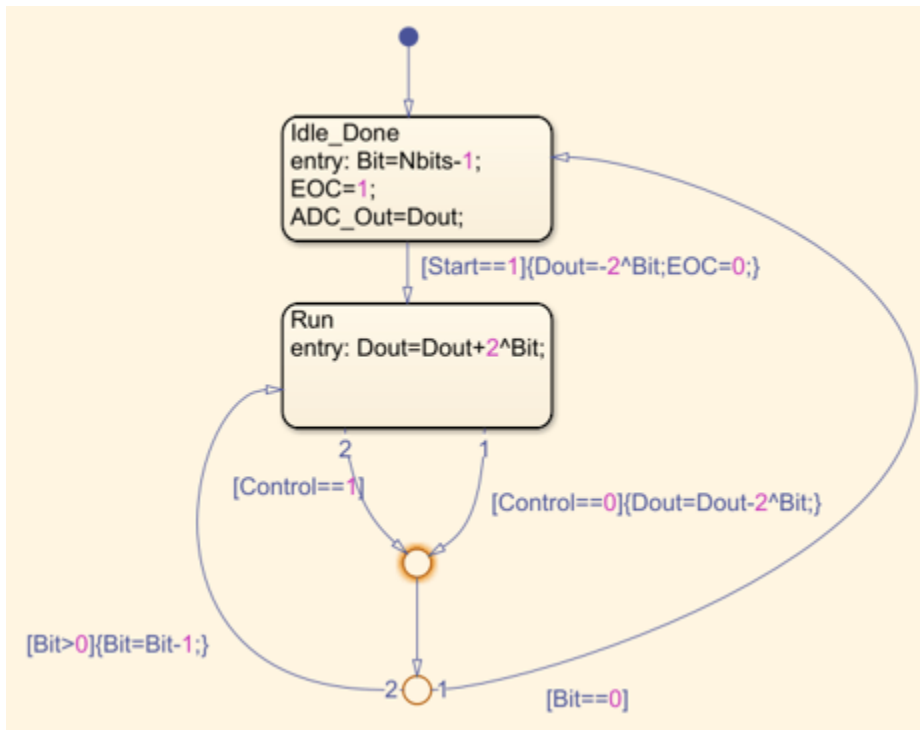 Idle_Done
entry: Bit=Nbits-1;
EOC=1;
ADC_Out=Dout;
[Start==1]{Dout=-2^Bit;EOC=0;}
Run
entry: Dout=Dout+2^Bit;
2
1
[Control==1]
[Control==0]{Dout=Dout-2^Bit;}
[Bit>0]{Bit=Bit-1;}
2
1
[Bit==0]